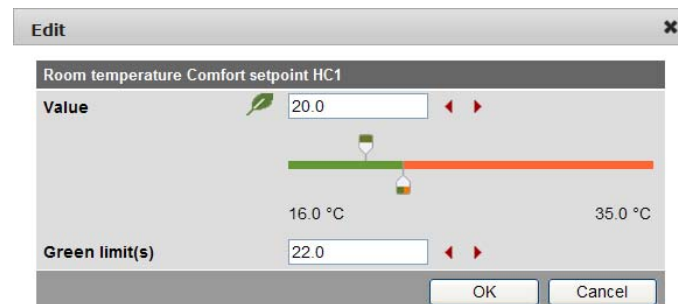 Edit
Room temperature Comfort setpoint HC1
Value 20.0
16.0 °C 35.0 °C
Green limit(s) 22.0
OK Cancel